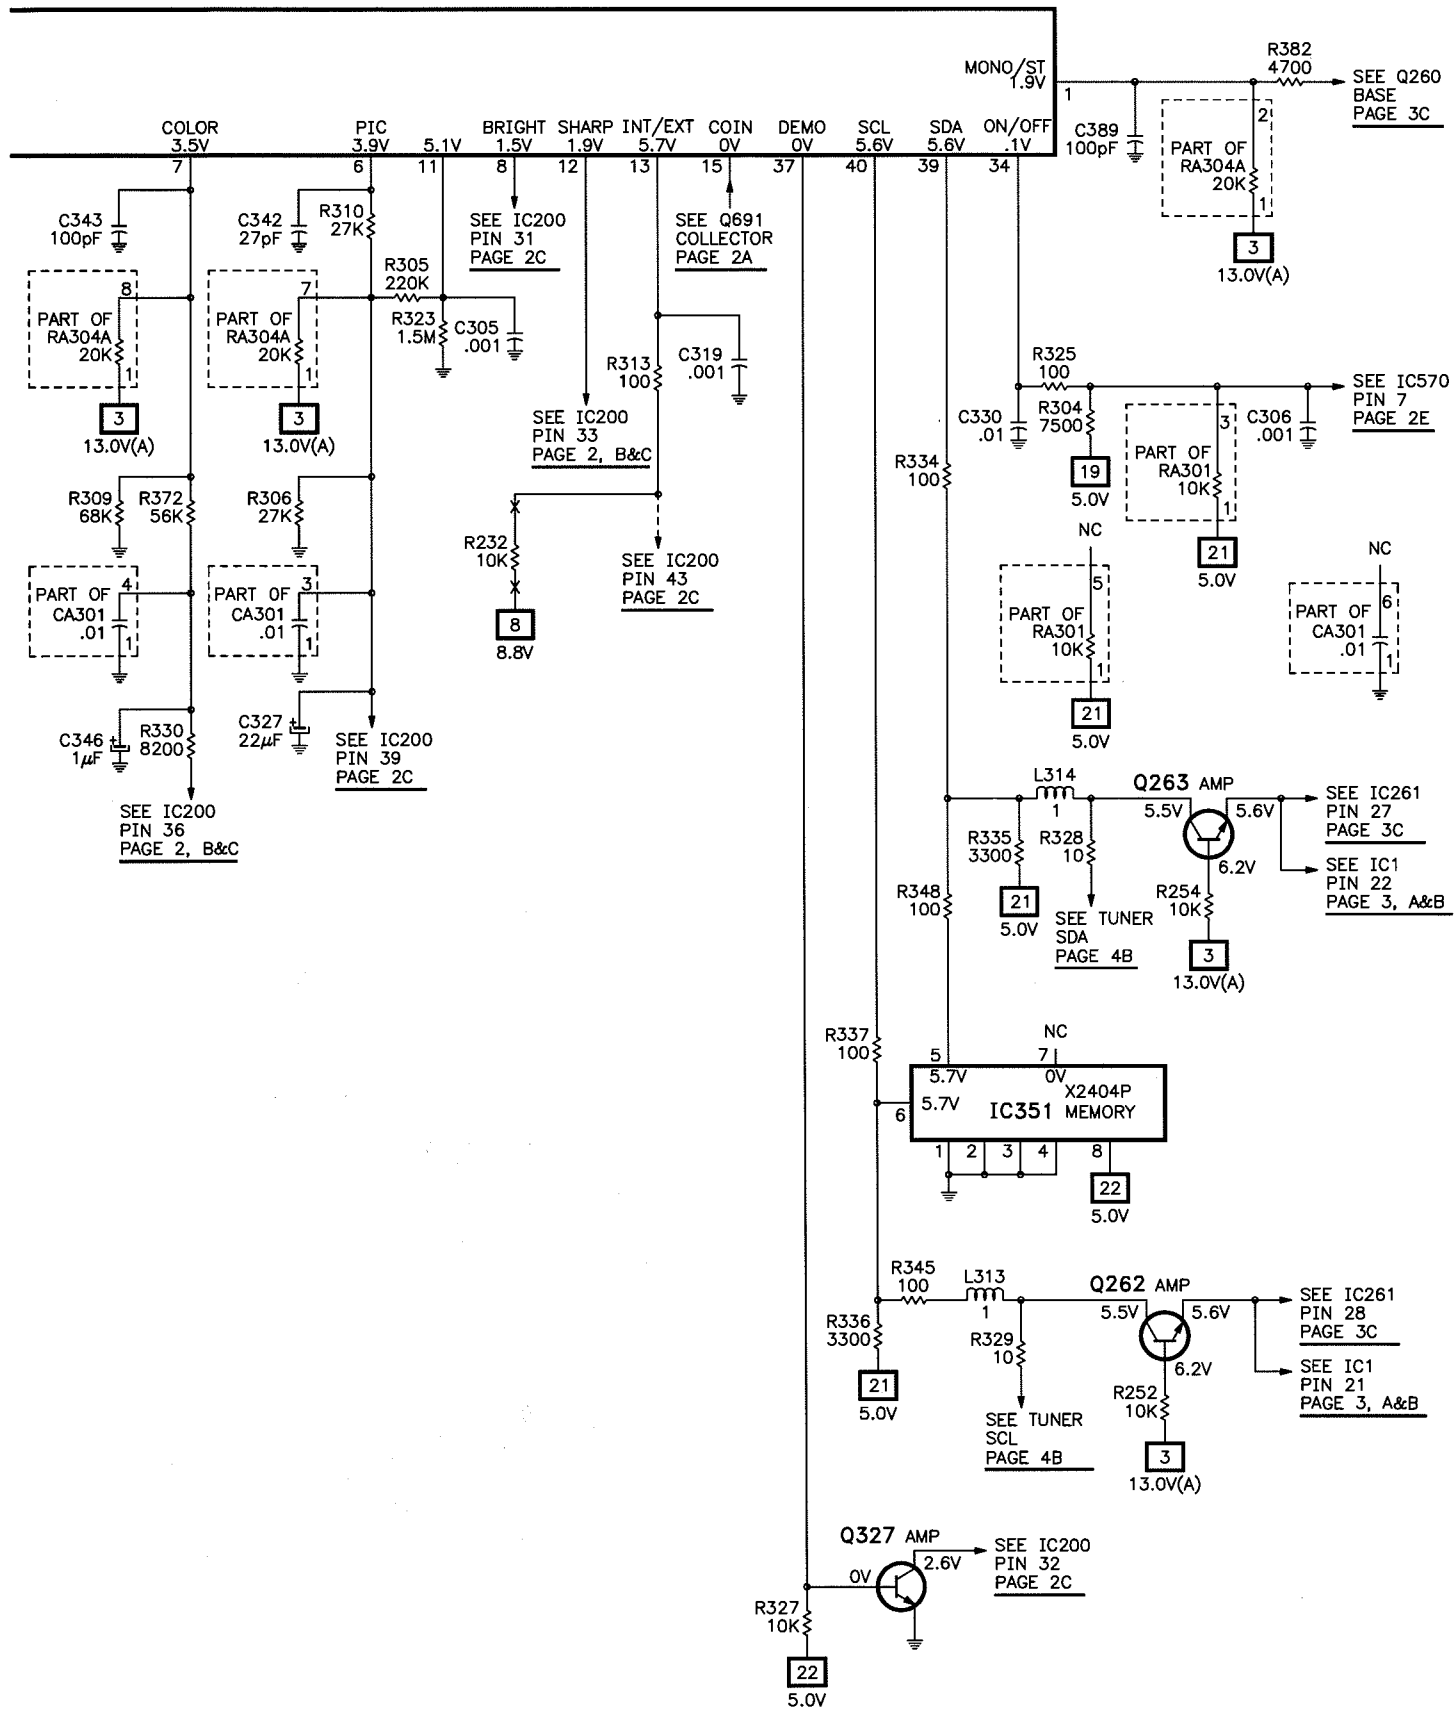 MONO/ST
1.9V
1
R382
4700
SEE Q260
BASE
PAGE 3C
C389
100pF
2
PART OF
RA304A
20K
1
3
13.0V(A)
COLOR
3.5V
7
PIC
3.9V
6
5.1V
11
BRIGHT
1.5V
8
SHARP
1.9V
12
INT/EXT
5.7V
13
COIN
0V
15
DEMO
0V
37
SCL
5.6V
40
SDA
5.6V
39
ON/OFF
.1V
34
C343
100pF
C342
27pF
R310
27K
SEE IC200
PIN 31
PAGE 2C
SEE Q691
COLLECTOR
PAGE 2A
8
PART OF
RA304A
20K
1
3
13.0V(A)
7
PART OF
RA304A
20K
1
3
13.0V(A)
R305
220K
R323
1.5M
C305
.001
R313
100
C319
.001
SEE IC200
PIN 33
PAGE 2, B&C
R325
100
C330
.01
R304
7500
19
5.0V
3
PART OF
RA301
10K
1
21
5.0V
C306
.001
SEE IC570
PIN 7
PAGE 2E
R309
68K
R372
56K
R306
27K
R232
10K
8
8.8V
SEE IC200
PIN 43
PAGE 2C
R334
100
NC
5
PART OF
RA301
10K
1
21
5.0V
NC
6
PART OF
CA301
.01
1
4
PART OF
CA301
.01
1
3
PART OF
CA301
.01
1
C346
+
1µF
R330
8200
C327
+
22µF
SEE IC200
PIN 39
PAGE 2C
SEE IC200
PIN 36
PAGE 2, B&C
L314
1
R335
3300
21
5.0V
R328
10
SEE TUNER
SDA
PAGE 4B
Q263 AMP
5.5V
5.6V
6.2V
R254
10K
3
13.0V(A)
SEE IC261
PIN 27
PAGE 3C
SEE IC1
PIN 22
PAGE 3, A&B
R348
100
R337
100
NC
5
7
5.7V
0V
6
5.7V
X2404P
IC351 MEMORY
1
2
3
4
8
22
5.0V
R345
100
L313
1
R336
3300
21
5.0V
R329
10
SEE TUNER
SCL
PAGE 4B
Q262 AMP
5.5V
5.6V
6.2V
R252
10K
3
13.0V(A)
SEE IC261
PIN 28
PAGE 3C
SEE IC1
PIN 21
PAGE 3, A&B
Q327 AMP
2.6V
0V
SEE IC200
PIN 32
PAGE 2C
R327
10K
22
5.0V